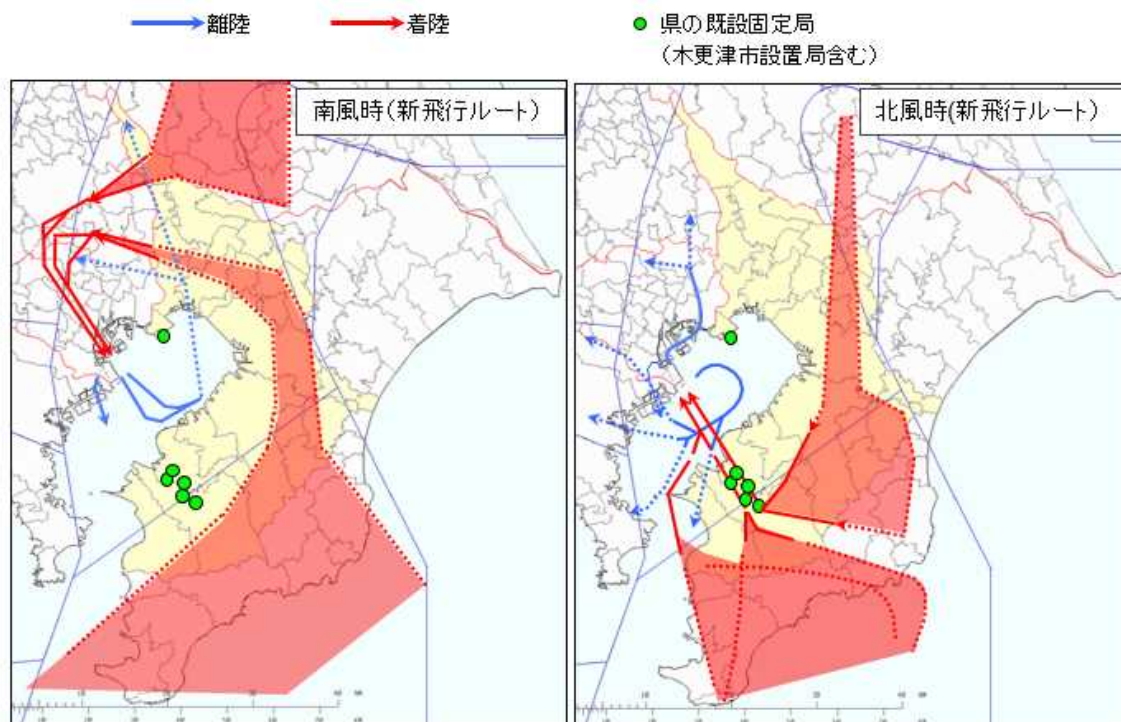 離陸
着陸
県の既設固定局
(木更津市設置局含む)
南風時(新飛行ルート)
北風時(新飛行ルート)